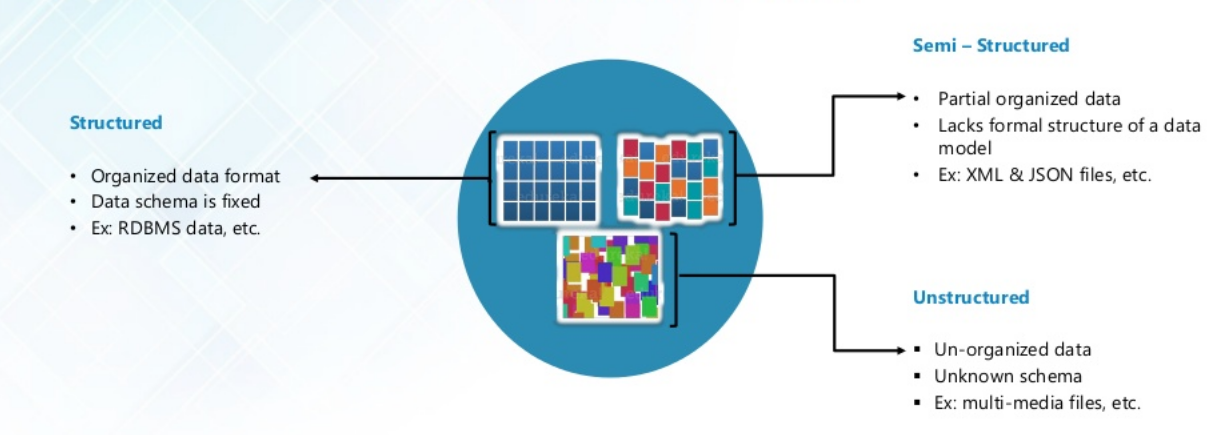 Structured
• Organized data format
• Data schema is fixed
• Ex: RDBMS data, etc.
Semi – Structured
• Partial organized data
• Lacks formal structure of a data
model
• Ex: XML & JSON files, etc.
Unstructured
▪ Un-organized data
▪ Unknown schema
▪ Ex: multi-media files, etc.